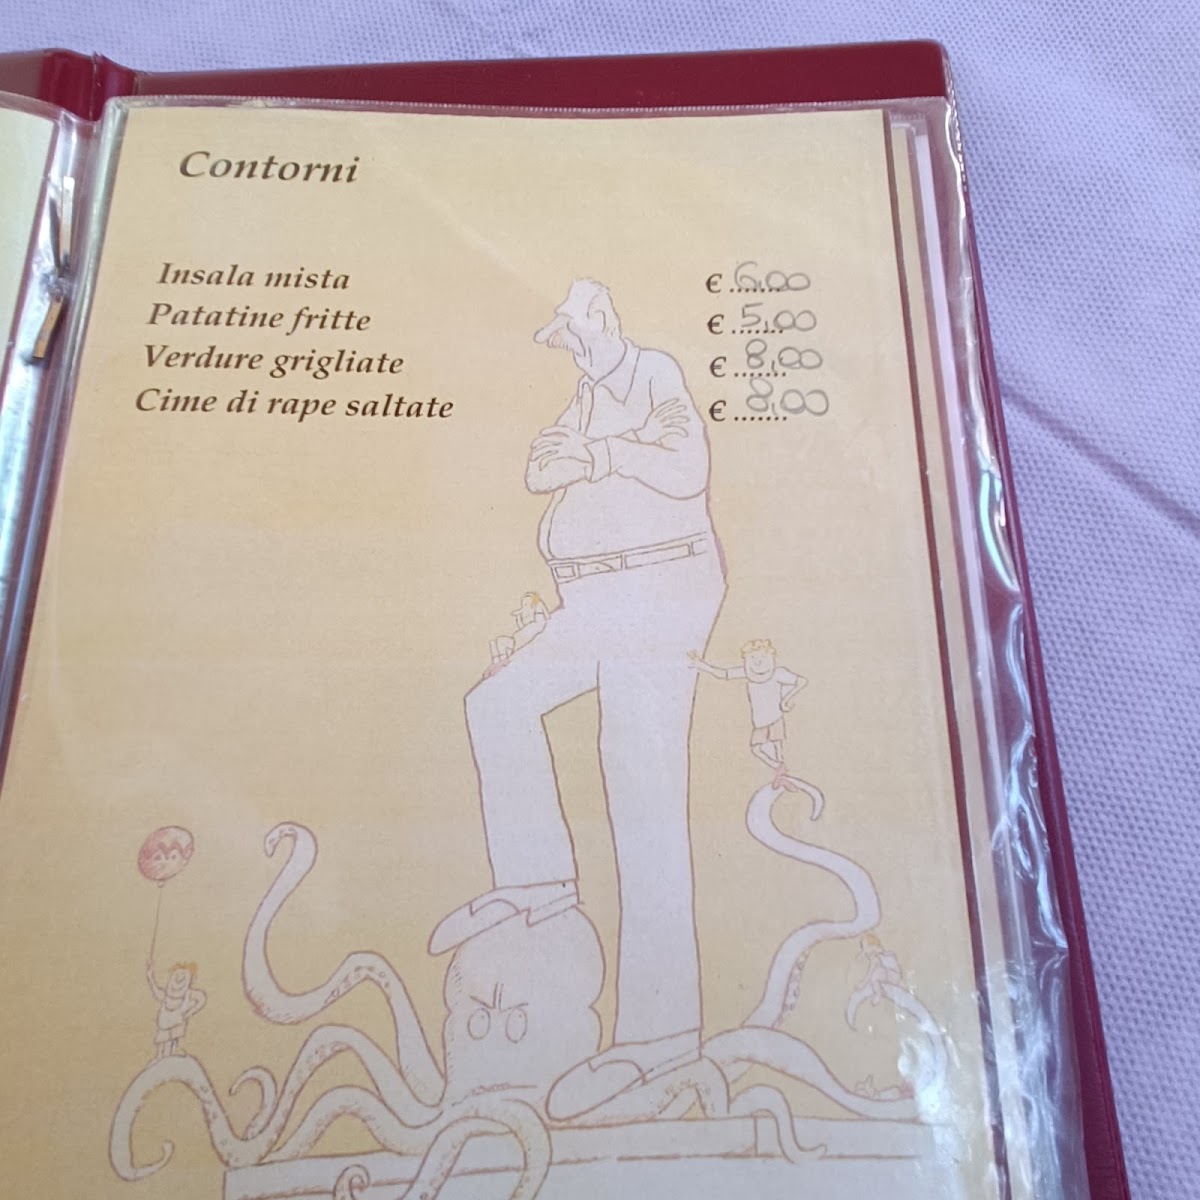 Contorni
Insala mista € ....... 6,00
Patatine fritte € ....... 5,00
Verdure grigliate € ....... 8,00
Cime di rape saltate € ....... 8,00